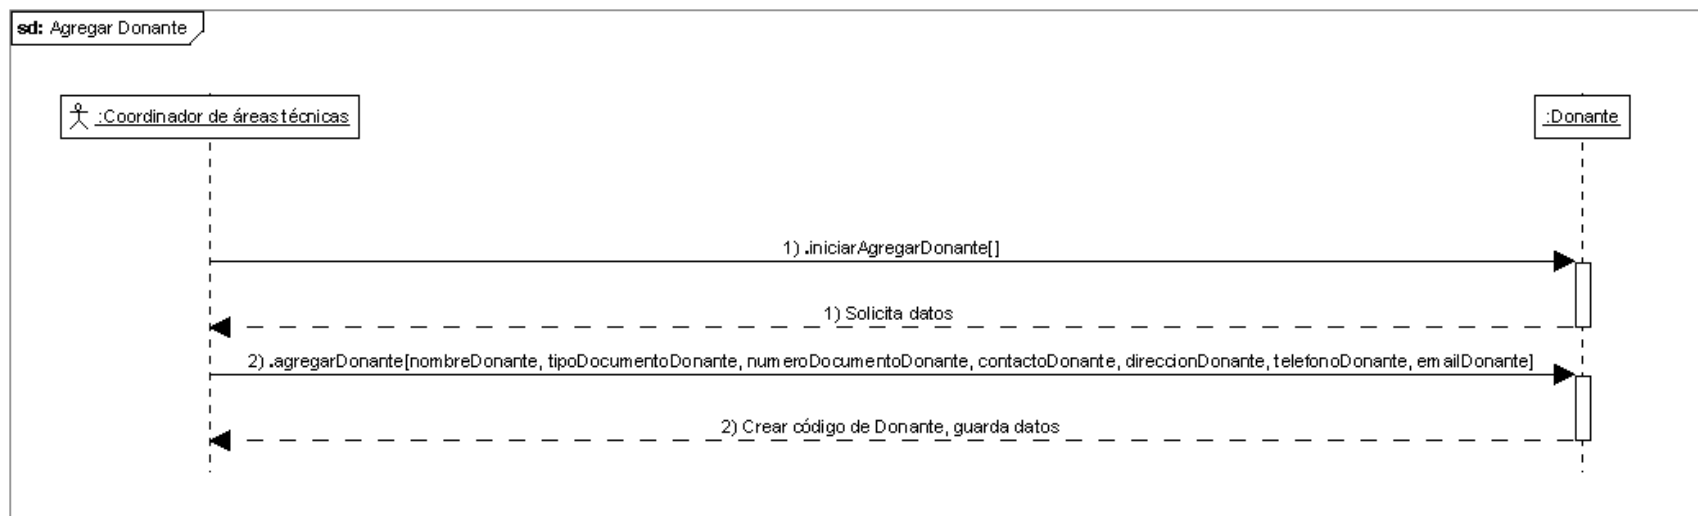 sd: Agregar Donante
:Coordinador de áreas técnicas
:Donante
1) .iniciarAgregarDonante[]
1) Solicita datos
2) .agregarDonante[nombreDonante, tipoDocumentoDonante, numeroDocumentoDonante, contactoDonante, direccionDonante, telefonoDonante, emailDonante]
2) Crear código de Donante, guarda datos